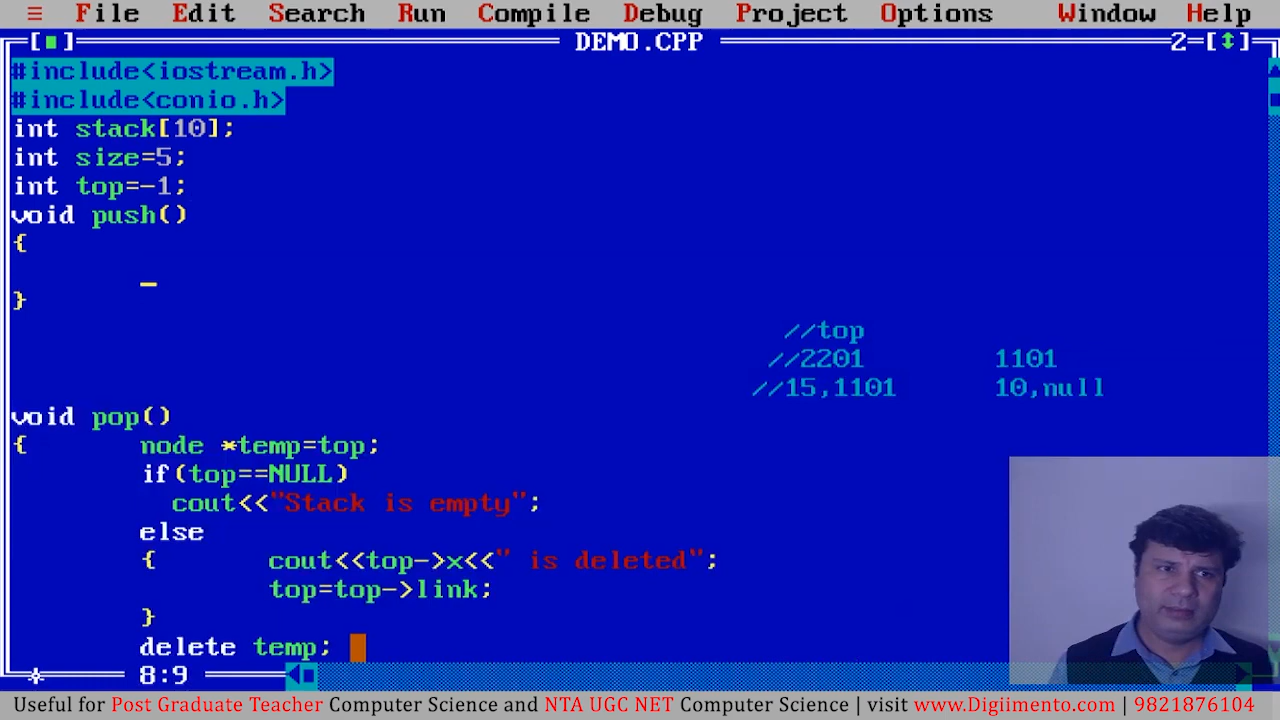 ≡ File Edit Search Run Compile Debug Project Options Window Help
[■] DEMO.CPP 2=[↕]
#include<iostream.h>
#include<conio.h>
int stack[10];
int size=5;
int top=-1;
void push()
{
_
}
//top
//2201 1101
//15,1101 10,null
void pop()
{ node *temp=top;
if(top==NULL)
cout<<"Stack is empty";
else
{ cout<<top->x<<" is deleted";
top=top->link;
}
delete temp;
8:9
Useful for Post Graduate Teacher Computer Science and NTA UGC NET Computer Science | visit www.Digiimento.com | 9821876104